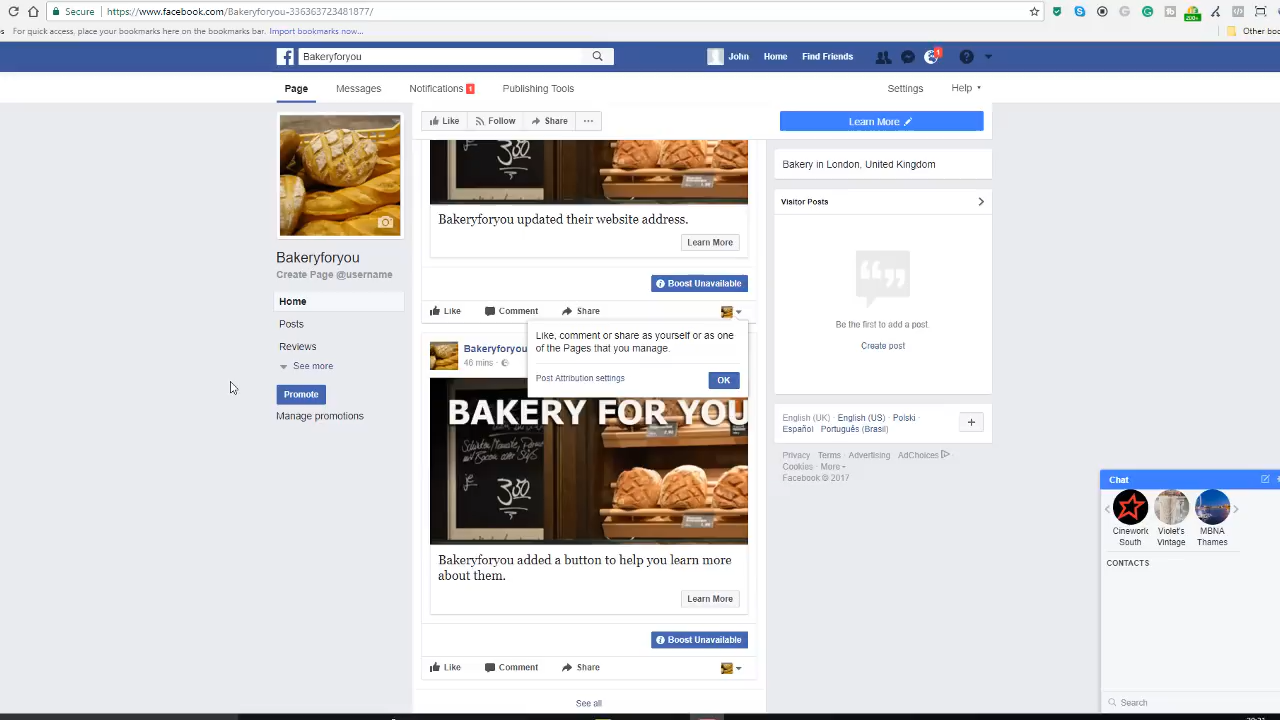 Secure https://www.facebook.com/Bakeryforyou-336363723481877/
For quick access, place your bookmarks here on the bookmarks bar. Import bookmarks now...
Other boo
Bakeryforyou
John Home Find Friends 1
Page Messages Notifications 1 Publishing Tools Settings Help
Like Follow Share
Learn More
Bakeryforyou updated their website address.
Learn More
Boost Unavailable
Like Comment Share
Bakery in London, United Kingdom
Visitor Posts
Be the first to add a post.
Create post
Bakeryforyou
Create Page @username
Home
Posts
Reviews
See more
Promote
Manage promotions
Like, comment or share as yourself or as one
of the Pages that you manage.
Post Attribution settings OK
Bakeryforyou
46 mins ·
BAKERY FOR YOU
Bakeryforyou added a button to help you learn more
about them.
Learn More
Boost Unavailable
Like Comment Share
See all
English (UK) · English (US) · Polski ·
Español · Português (Brasil)
Privacy · Terms · Advertising · AdChoices ·
Cookies · More
Facebook © 2017
Chat
Cinework
South
Violet's
Vintage
MBNA
Thames
CONTACTS
Search